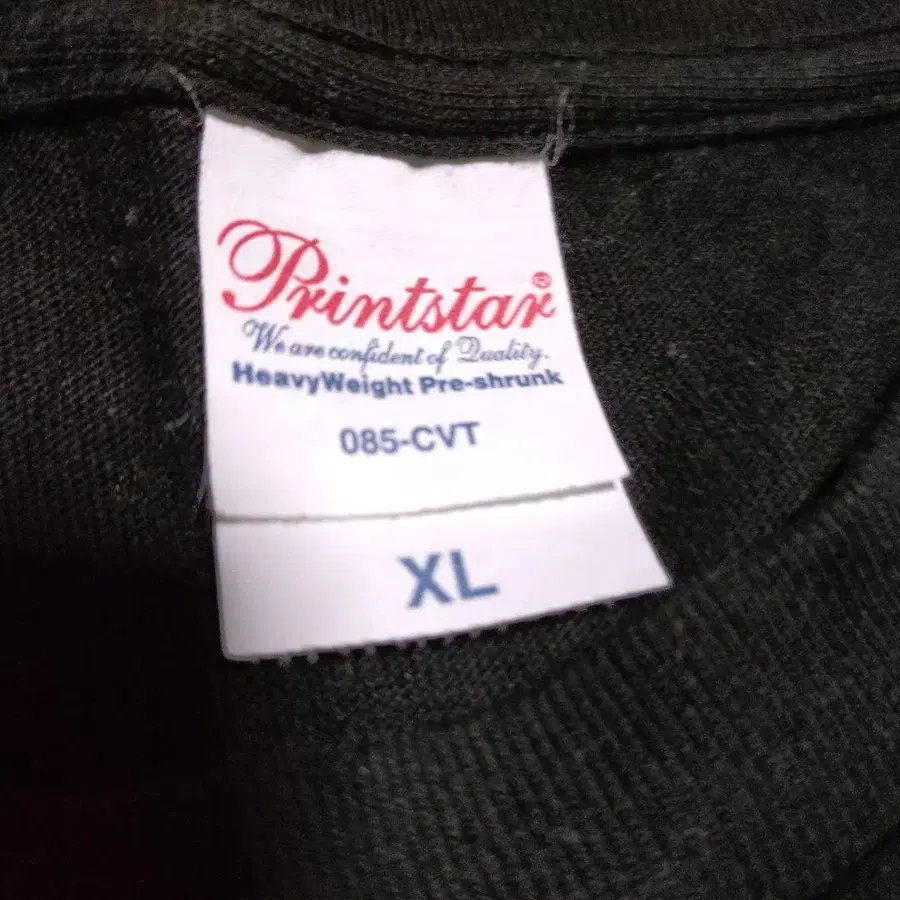 Printstar®
We are confident of Quality.
HeavyWeight Pre-shrunk
085-CVT
XL